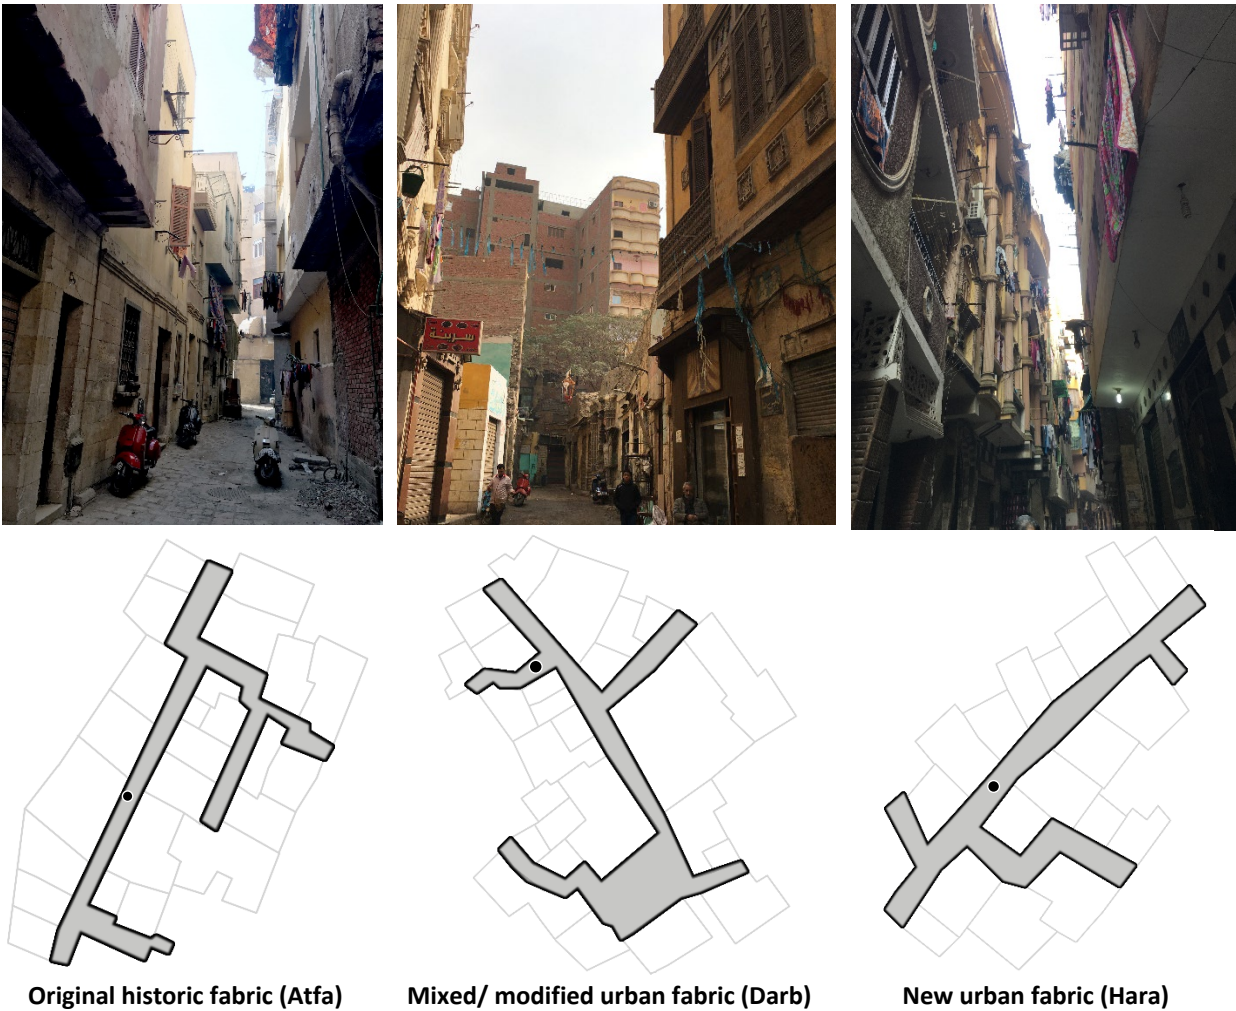 Original historic fabric (Atfa)
Mixed/ modified urban fabric (Darb)
New urban fabric (Hara)